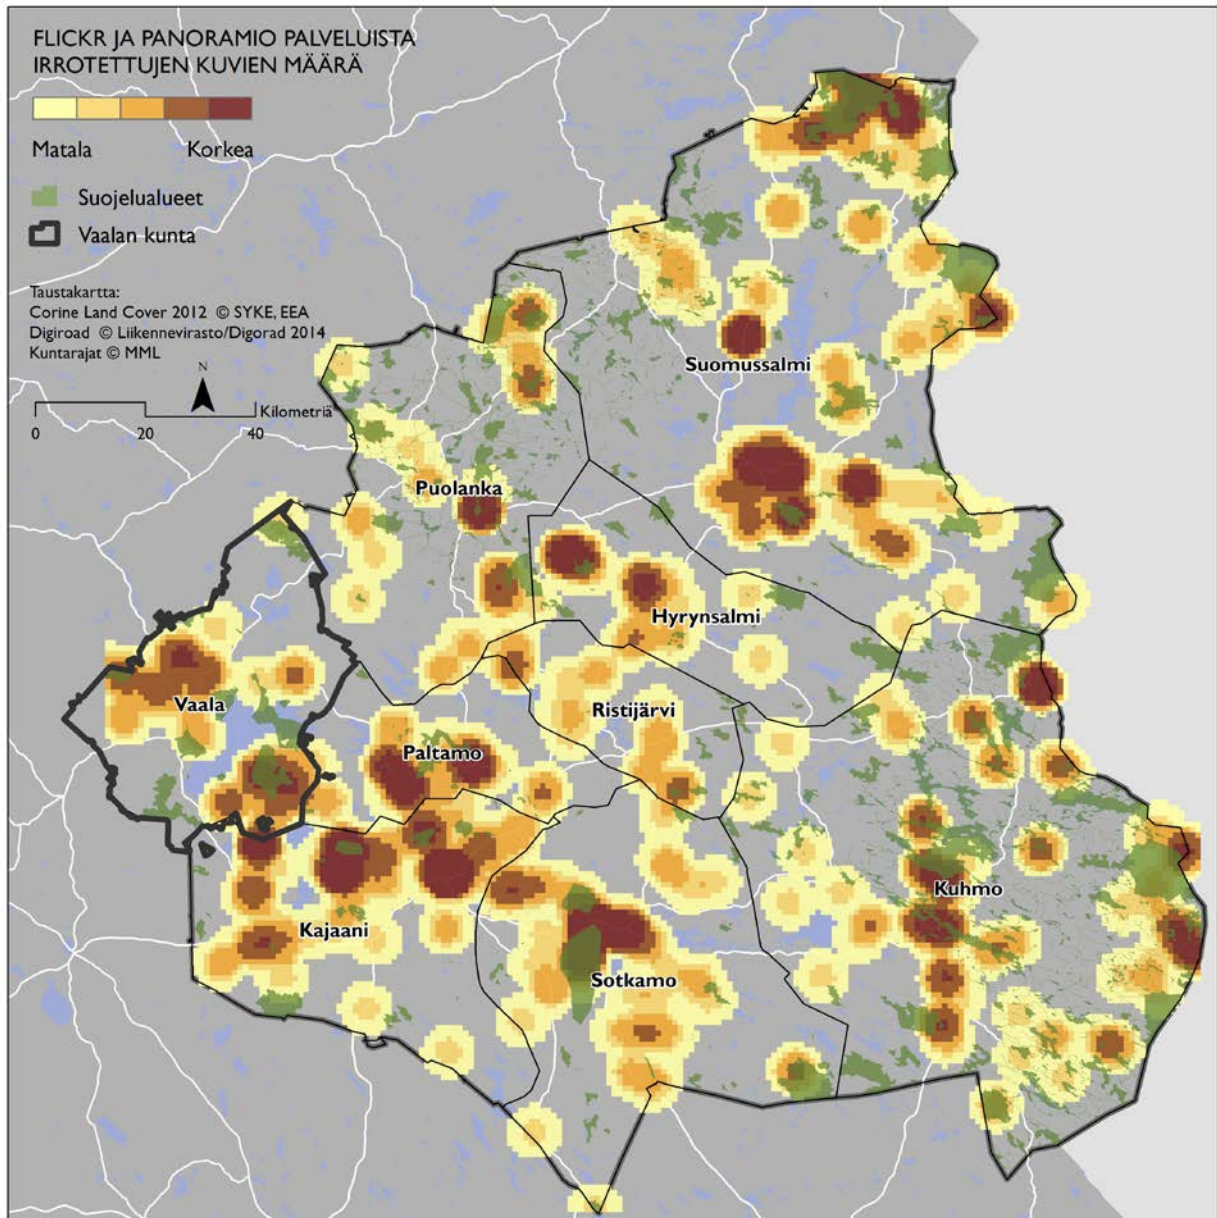 FLICKR JA PANORAMIO PALVELUISTA
IRROTETTUJEN KUVIEN MÄÄRÄ
Matala Korkea
Suojelualueet
Vaalan kunta
Taustakartta:
Corine Land Cover 2012 © SYKE, EEA
Digiroad © Liikennevirasto/Digorad 2014
Kuntarajat © MML
N
Kilometriä
0 20 40
Suomussalmi
Puolanka
Hyrynsalmi
Vaala
Ristijärvi
Paltamo
Kuhmo
Kajaani
Sotkamo